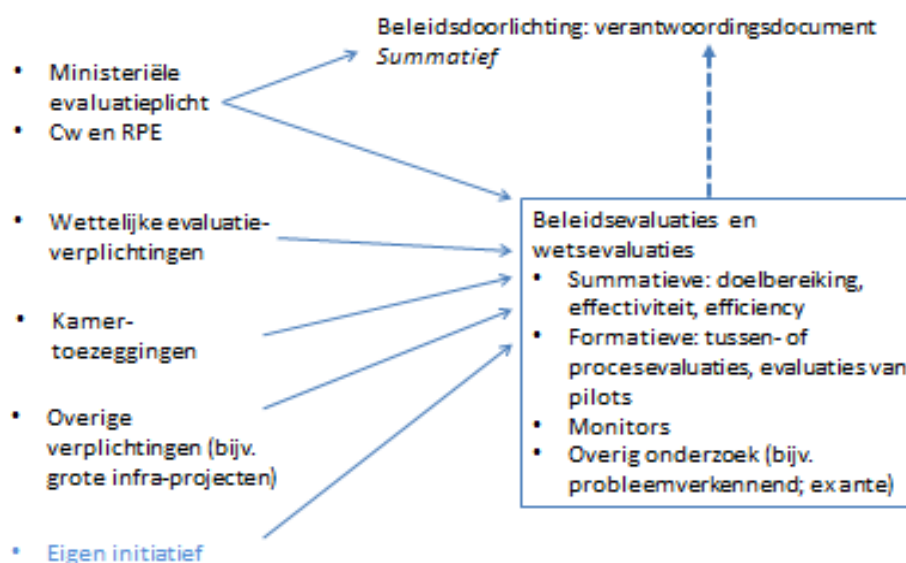 Beleidsdoorlichting: verantwoordingsdocument
Summatief
• Ministeriële
evaluatieplicht
• Cw en RPE
• Wettelijke evaluatie-
verplichtingen
• Kamer-
toezeggingen
• Overige
verplichtingen (bijv.
grote infra-projecten)
• Eigen initiatief
Beleidsevaluaties en
wetsevaluaties
• Summatieve: doelbereiking,
effectiviteit, efficiency
• Formatieve: tussen- of
procesevaluaties, evaluaties van
pilots
• Monitors
• Overig onderzoek (bijv.
probleemverkennend; ex ante)